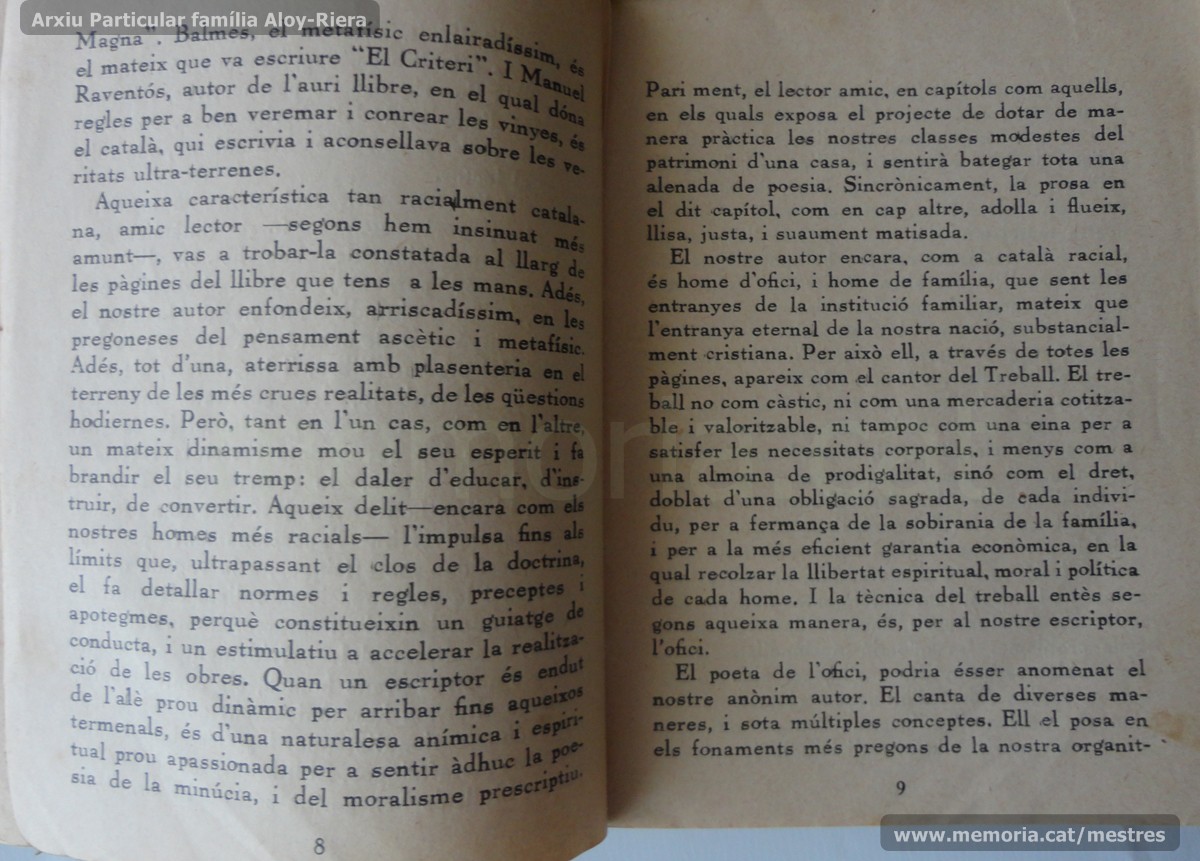 Arxiu Particular família Aloy-Riera
Magna". Balmes, el metafísic enlairadíssim, és
el mateix que va escriure "El Criteri". I Manuel
Raventós, autor de l'auri llibre, en el qual dóna
regles per a ben veremar i conrear les vinyes, és
el català, qui escrivia i aconsellava sobre les ve-
ritats ultra-terrenes.
Aqueixa característica tan racialment catala-
na, amic lector —segons hem insinuat més
amunt—, vas a trobar-la constatada al llarg de
les pàgines del llibre que tens a les mans. Adés,
el nostre autor enfondeix, arriscadíssim, en les
pregoneses del pensament ascètic i metafísic.
Adés, tot d'una, aterrissa amb plasenteria en el
terreny de les més crues realitats, de les qüestions
hodiernes. Però, tant en l'un cas, com en l'altre,
un mateix dinamisme mou el seu esperit i fa
brandir el seu tremp: el daler d'educar, d'ins-
truir, de convertir. Aqueix delit—encara com els
nostres homes més racials— l'impulsa fins als
límits que, ultrapassant el clos de la doctrina,
el fa detallar normes i regles, preceptes i
apotegmes, perquè constitueixin un guiatge de
conducta, i un estimulatiu a accelerar la realitza-
ció de les obres. Quan un escriptor és endut
de l'alè prou dinàmic per arribar fins aqueixos
termenals, és d'una naturalesa anímica i espiri-
tual prou apassionada per a sentir àdhuc la poe-
sia de la minúcia, i del moralisme prescriptiu.
8
Pari ment, el lector amic, en capítols com aquells,
en els quals exposa el projecte de dotar de ma-
nera pràctica les nostres classes modestes del
patrimoni d'una casa, i sentirà bategar tota una
alenada de poesia. Sincrònicament, la prosa en
el dit capítol, com en cap altre, adolla i flueix,
llisa, justa, i suaument matisada.
El nostre autor encara, com a català racial,
és home d'ofici, i home de família, que sent les
entranyes de la institució familiar, mateix que
l'entranya eternal de la nostra nació, substancial-
ment cristiana. Per això ell, a través de totes les
pàgines, apareix com el cantor del Treball. El tre-
ball no com càstic, ni com una mercaderia cotitza-
ble i valoritzable, ni tampoc com una eina per a
satisfer les necessitats corporals, i menys com a
una almoina de prodigalitat, sinó com el dret,
doblat d'una obligació sagrada, de cada indivi-
du, per a fermança de la sobirania de la família,
i per a la més eficient garantia econòmica, en la
qual recolzar la llibertat espiritual, moral i política
de cada home. I la tècnica del treball entès se-
gons aqueixa manera, és, per al nostre escriptor,
l'ofici.
El poeta de l'ofici, podria ésser anomenat el
nostre anònim autor. El canta de diverses ma-
neres, i sota múltiples conceptes. Ell el posa en
els fonaments més pregons de la nostra organit-
9
www.memoria.cat/mestres